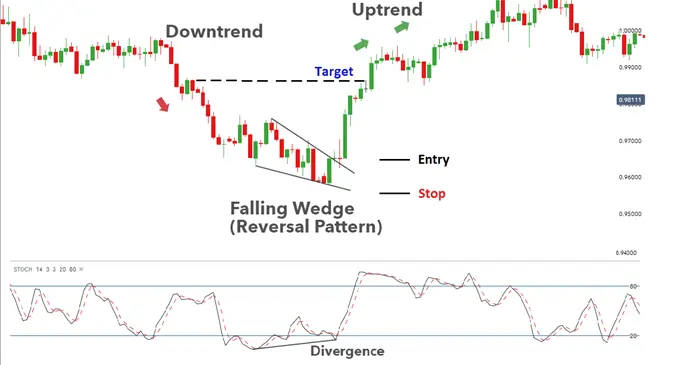 Downtrend
Uptrend
Target
Entry
Stop
Falling Wedge
(Reversal Pattern)
1.00000
0.99000
0.98111
0.97000
0.96000
0.95000
0.94000
STOCH 14 3 3 20 80 ×
80
20
Divergence